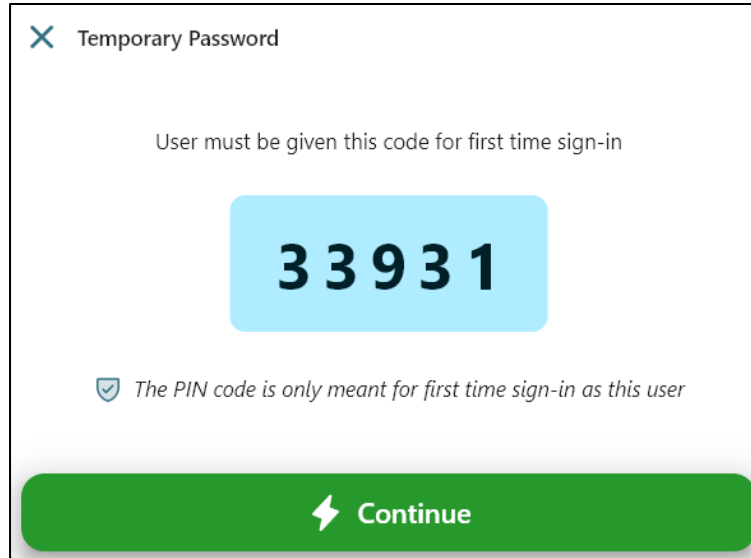 Temporary Password
User must be given this code for first time sign-in
33931
The PIN code is only meant for first time sign-in as this user
Continue